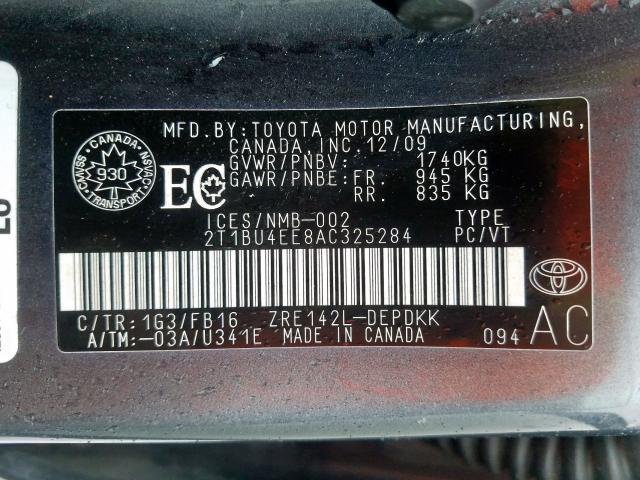 MFD.BY:TOYOTA MOTOR MANUFACTURING,
CANADA, INC. 12/09
GVWR/PNBV: 1740KG
GAWR/PNBE: FR. 945 KG
RR. 835 KG
CANADA
CMVSS
930
NSVAC
TRANSPORT
EC
ICES/NMB-002 TYPE
2T1BU4EE8AC325284 PC/VT
C/TR: 1G3/FB16 ZRE142L-DEPDKK
A/TM:-03A/U341E MADE IN CANADA
094 AC